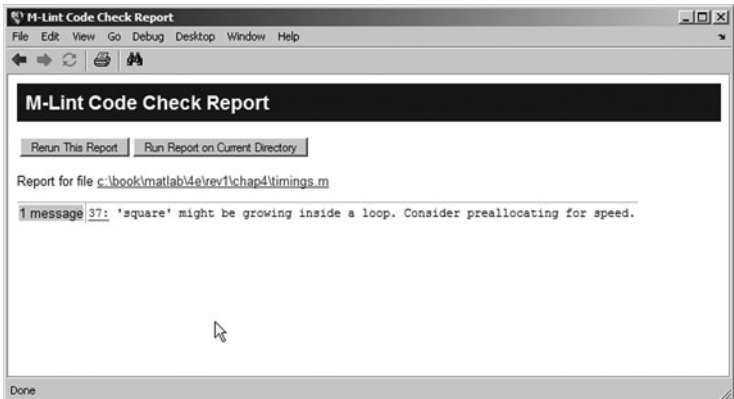 M-Lint Code Check Report
File Edit View Go Debug Desktop Window Help
M-Lint Code Check Report
Rerun This Report Run Report on Current Directory
Report for file c:\book\matlab\4e\rev1\chap4\timings.m
1 message 37: 'square' might be growing inside a loop. Consider preallocating for speed.
Done